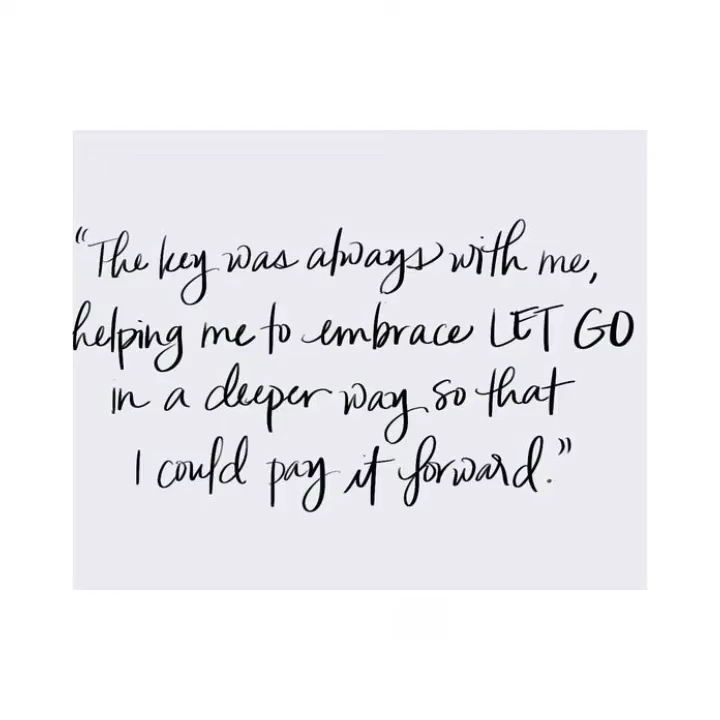 “The key was always with me,
helping me to embrace LET GO
in a deeper way so that
I could pay it forward.”